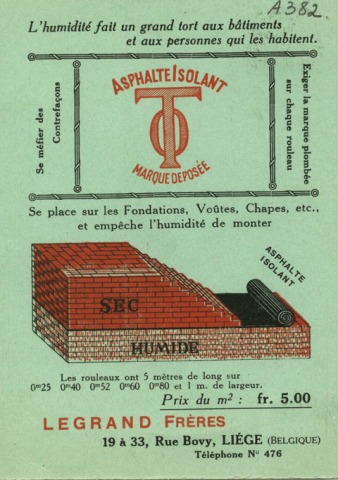 A.382.
L'humidité fait un grand tort aux bâtiments
et aux personnes qui les habitent.
Se méfier des
Contrefaçons
ASPHALTE ISOLANT
TO
MARQUE DEPOSÉE
Exiger la marque plombée
sur chaque rouleau
Se place sur les Fondations, Voûtes, Chapes, etc.,
et empêche l'humidité de monter
ASPHALTE
ISOLANT
SEC
HUMIDE
Les rouleaux ont 5 mètres de long sur :
0m25 0m40 0m52 0m60 0m80 et 1 m. de largeur.
Prix du m² : fr. 5.00
LEGRAND FRÈRES
19 à 33, Rue Bovy, LIÉGE (BELGIQUE)
Téléphone No 476